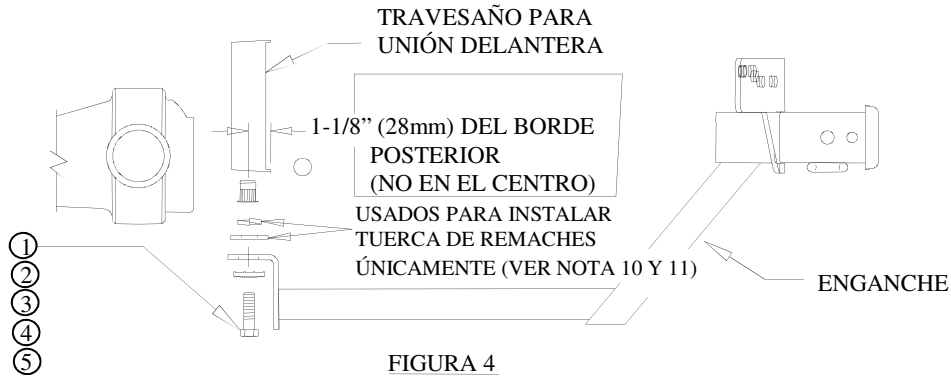 TRAVESAÑO PARA
UNIÓN DELANTERA
1-1/8” (28mm) DEL BORDE
POSTERIOR
(NO EN EL CENTRO)
USADOS PARA INSTALAR
TUERCA DE REMACHES
ÚNICAMENTE (VER NOTA 10 Y 11)
ENGANCHE
1
2
3
4
5
FIGURA 4